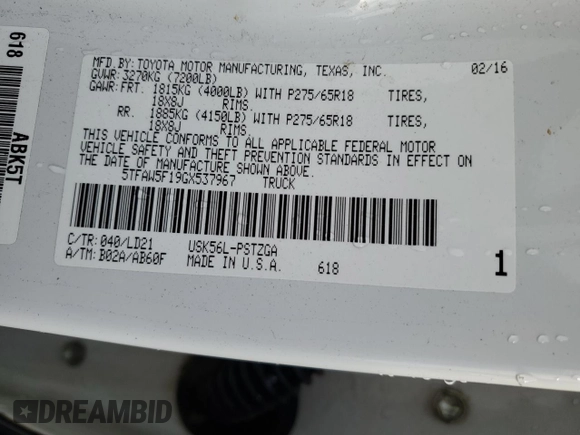 618 ABK5T
MFD.BY: TOYOTA MOTOR MANUFACTURING, TEXAS, INC. 02/16
GVWR: 3270KG (7200LB)
GAWR: FRT. 1815KG (4000LB) WITH P275/65R18 TIRES,
18X8J RIMS.
RR. 1885KG (4150LB) WITH P275/65R18 TIRES,
18X8J RIMS.
THIS VEHICLE CONFORMS TO ALL APPLICABLE FEDERAL MOTOR
VEHICLE SAFETY AND THEFT PREVENTION STANDARDS IN EFFECT ON
THE DATE OF MANUFACTURE SHOWN ABOVE.
5TFAW5F19GX537967 TRUCK
C/TR: 040/LD21 USK56L-PSTZGA
A/TM: B02A/AB60F MADE IN U.S.A. 618 1
DREAMBID